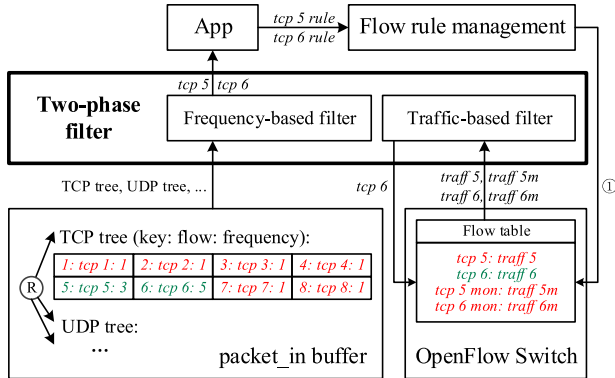 App
tcp 5 rule
tcp 6 rule
Flow rule management
tcp 5 tcp 6
Two-phase
filter
Frequency-based filter
Traffic-based filter
TCP tree, UDP tree, ...
tcp 6
traff 5, traff 5m
traff 6, traff 6m
①
TCP tree (key: flow: frequency):
1: tcp 1: 1 2: tcp 2: 1 3: tcp 3: 1 4: tcp 4: 1
5: tcp 5: 3 6: tcp 6: 5 7: tcp 7: 1 8: tcp 8: 1
R
UDP tree:
...
packet_in buffer
Flow table
tcp 5: traff 5
tcp 6: traff 6
tcp 5 mon: traff 5m
tcp 6 mon: traff 6m
OpenFlow Switch